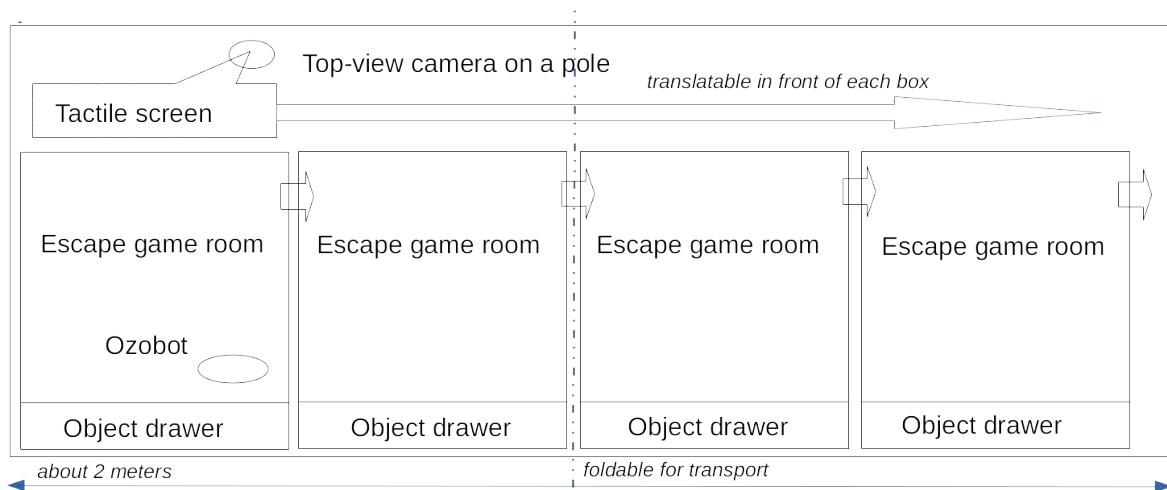 Top-view camera on a pole
translatable in front of each box
Tactile screen
Escape game room
Escape game room
Escape game room
Escape game room
Ozobot
Object drawer
Object drawer
Object drawer
Object drawer
about 2 meters
foldable for transport